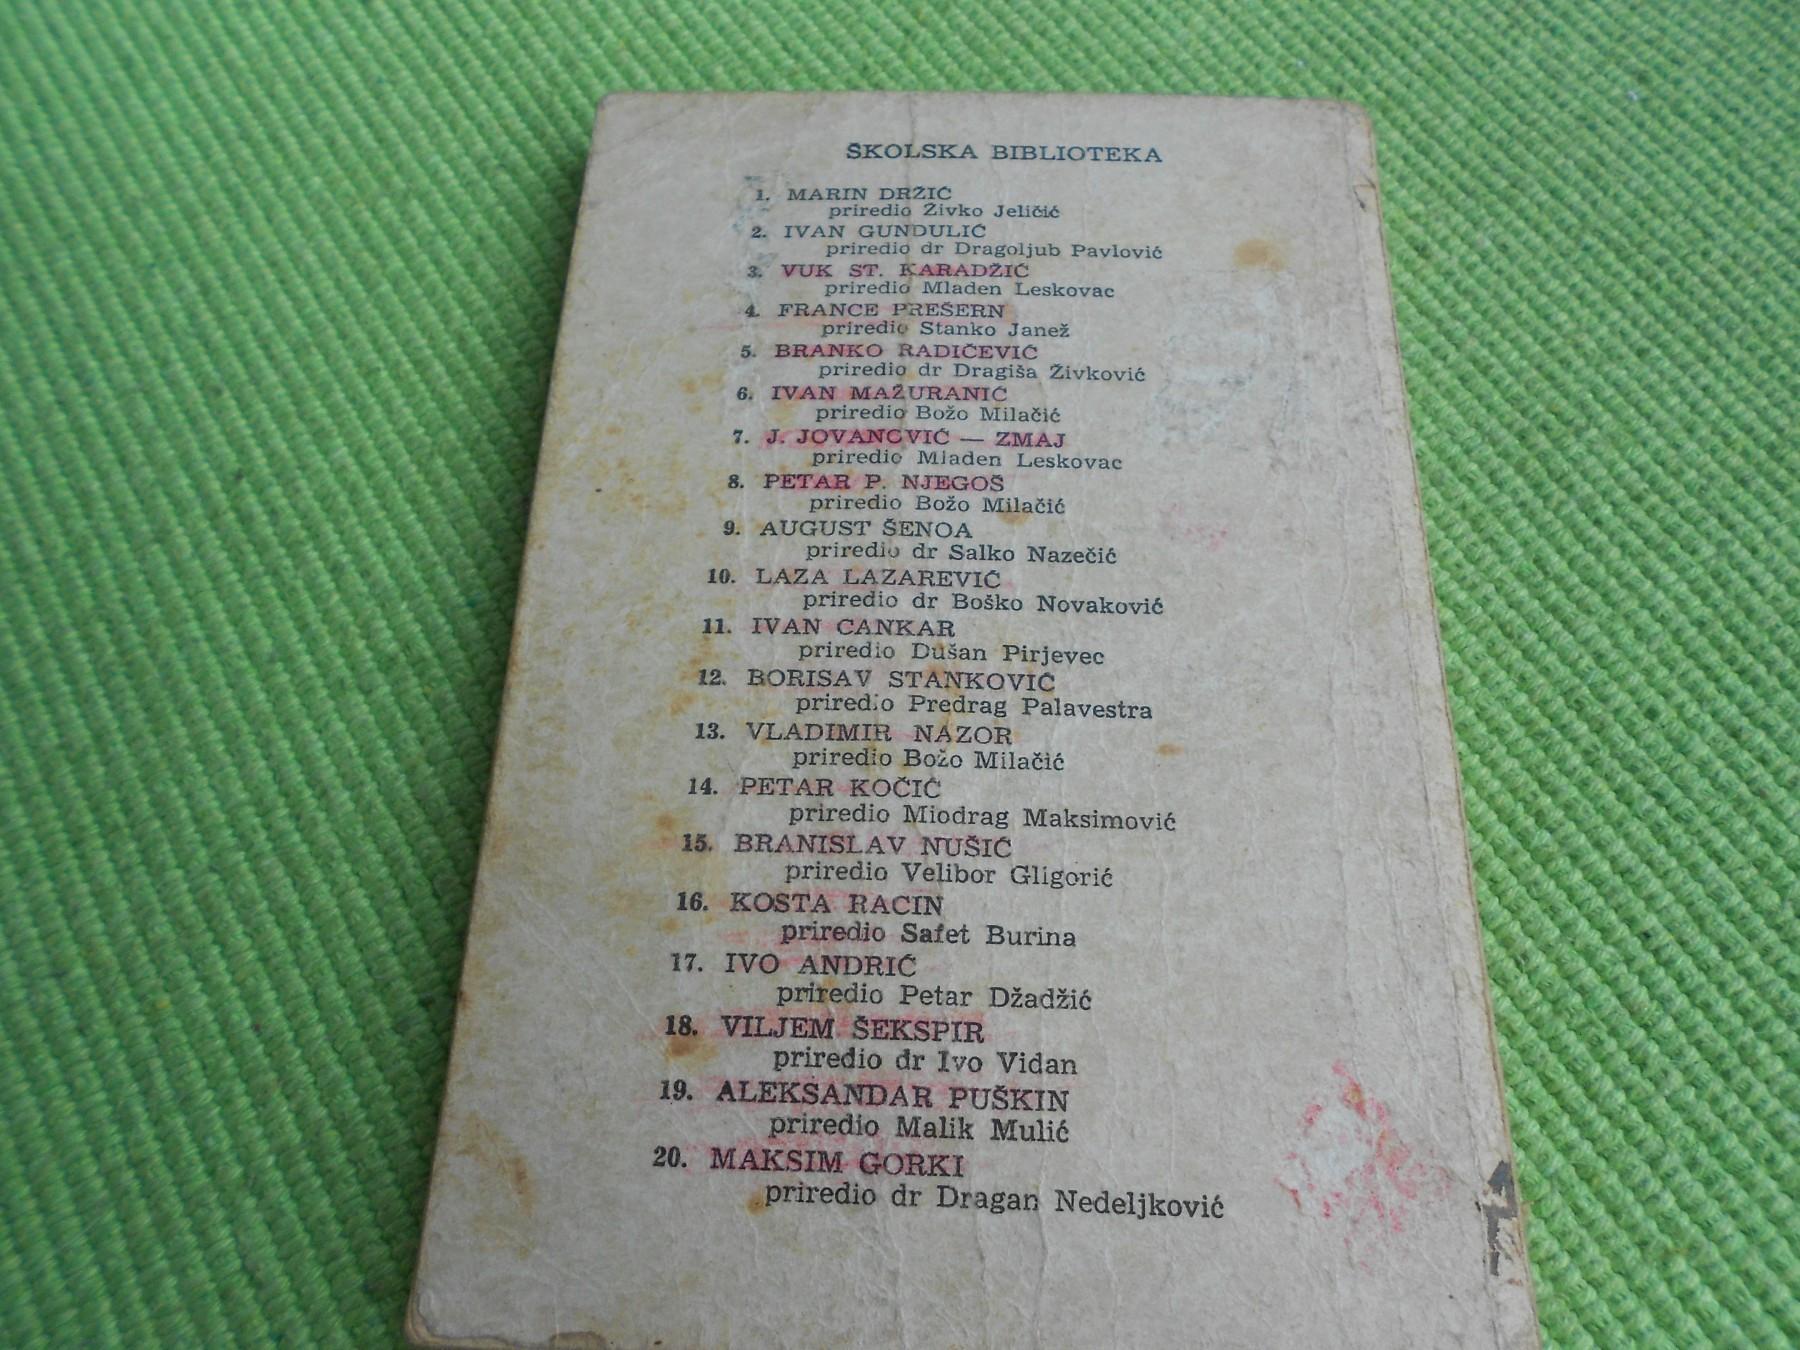 ŠKOLSKA BIBLIOTEKA
1. MARIN DRŽIĆ
priredio Živko Jeličić
2. IVAN GUNDULIĆ
priredio dr Dragoljub Pavlović
3. VUK ST. KARADŽIĆ
priredio Mladen Leskovac
4. FRANCE PREŠERN
priredio Stanko Janež
5. BRANKO RADIČEVIĆ
priredio dr Dragiša Živković
6. IVAN MAŽURANIĆ
priredio Božo Milačić
7. J. JOVANOVIĆ — ZMAJ
priredio Mladen Leskovac
8. PETAR P. NJEGOŠ
priredio Božo Milačić
9. AUGUST ŠENOA
priredio dr Salko Nazečić
10. LAZA LAZAREVIĆ
priredio dr Boško Novaković
11. IVAN CANKAR
priredio Dušan Pirjevec
12. BORISAV STANKOVIĆ
priredio Predrag Palavestra
13. VLADIMIR NAZOR
priredio Božo Milačić
14. PETAR KOČIĆ
priredio Miodrag Maksimović
15. BRANISLAV NUŠIĆ
priredio Velibor Gligorić
16. KOSTA RACIN
priredio Safet Burina
17. IVO ANDRIĆ
priredio Petar Džadžić
18. VILJEM ŠEKSPIR
priredio dr Ivo Vidan
19. ALEKSANDAR PUŠKIN
priredio Malik Mulić
20. MAKSIM GORKI
priredio dr Dragan Nedeljković